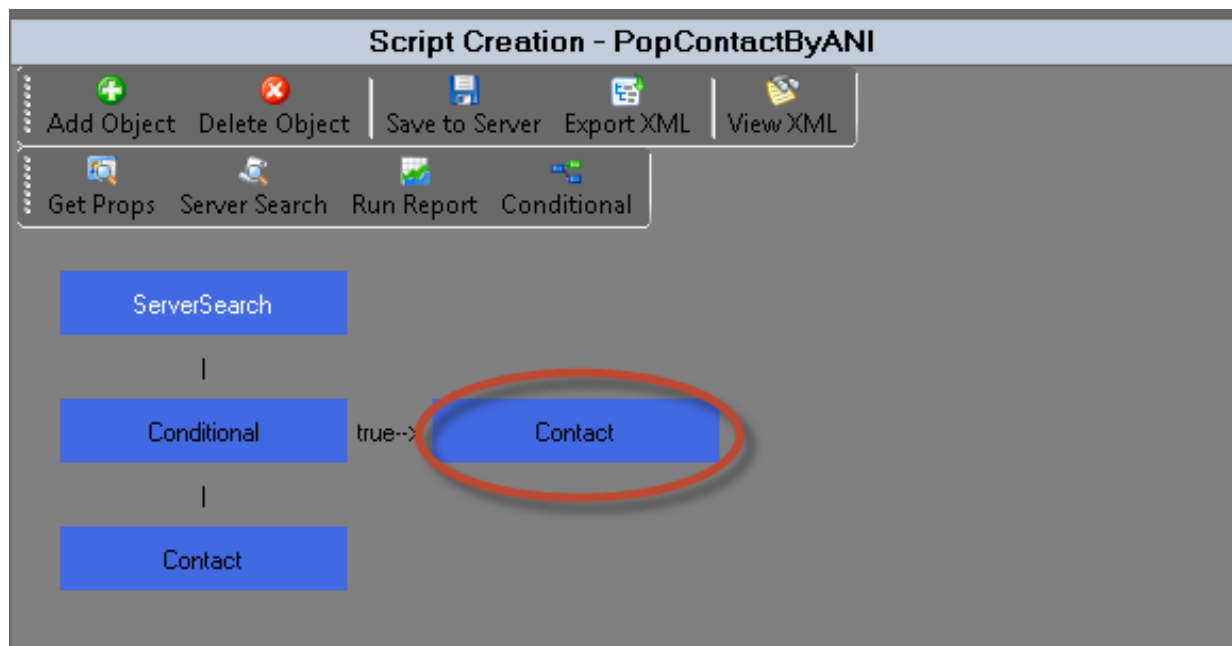 Script Creation - PopContactByANI
Add Object Delete Object Save to Server Export XML View XML
Get Props Server Search Run Report Conditional
ServerSearch
|
Conditional true--> Contact
|
Contact